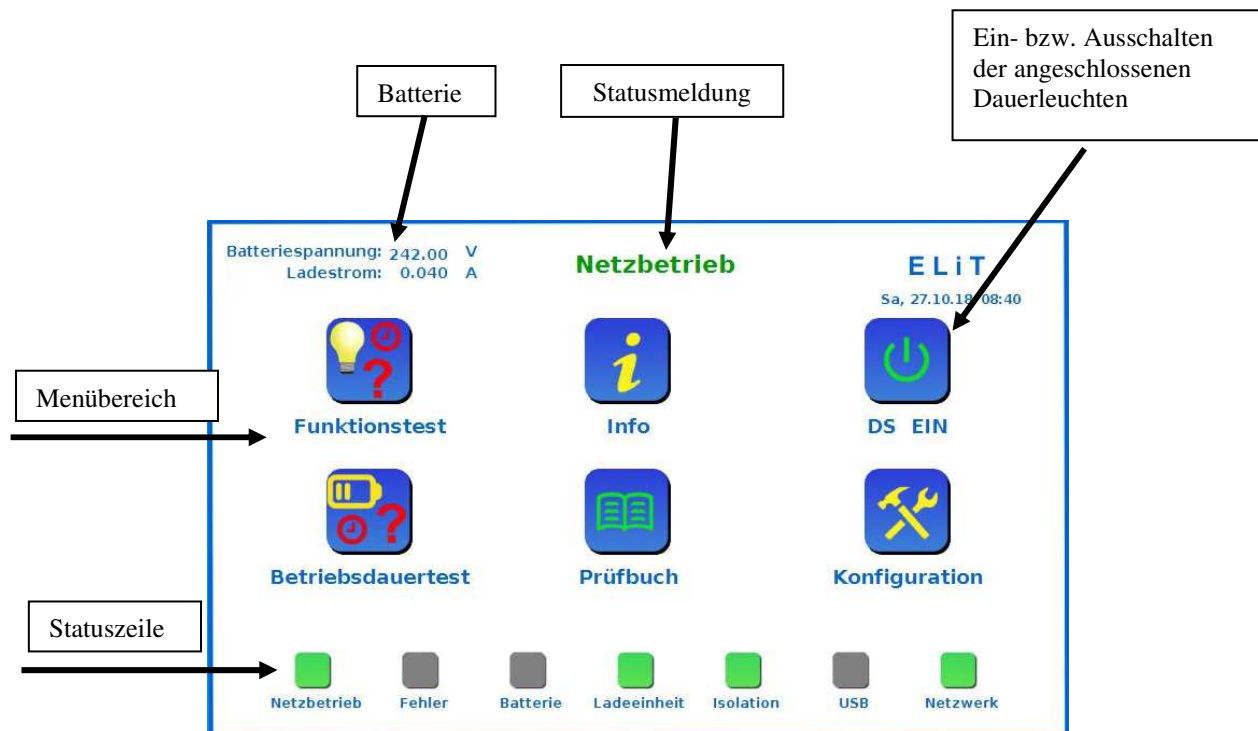 Ein- bzw. Ausschalten
der angeschlossenen
Dauerleuchten
Batterie
Statusmeldung
Batteriespannung: 242.00 V
Ladestrom: 0.040 A
Netzbetrieb
ELiT
Sa, 27.10.18 08:40
Menübereich
Funktionstest
Info
DS EIN
Betriebsdauertest
Prüfbuch
Konfiguration
Statuszeile
Netzbetrieb
Fehler
Batterie
Ladeeinheit
Isolation
USB
Netzwerk